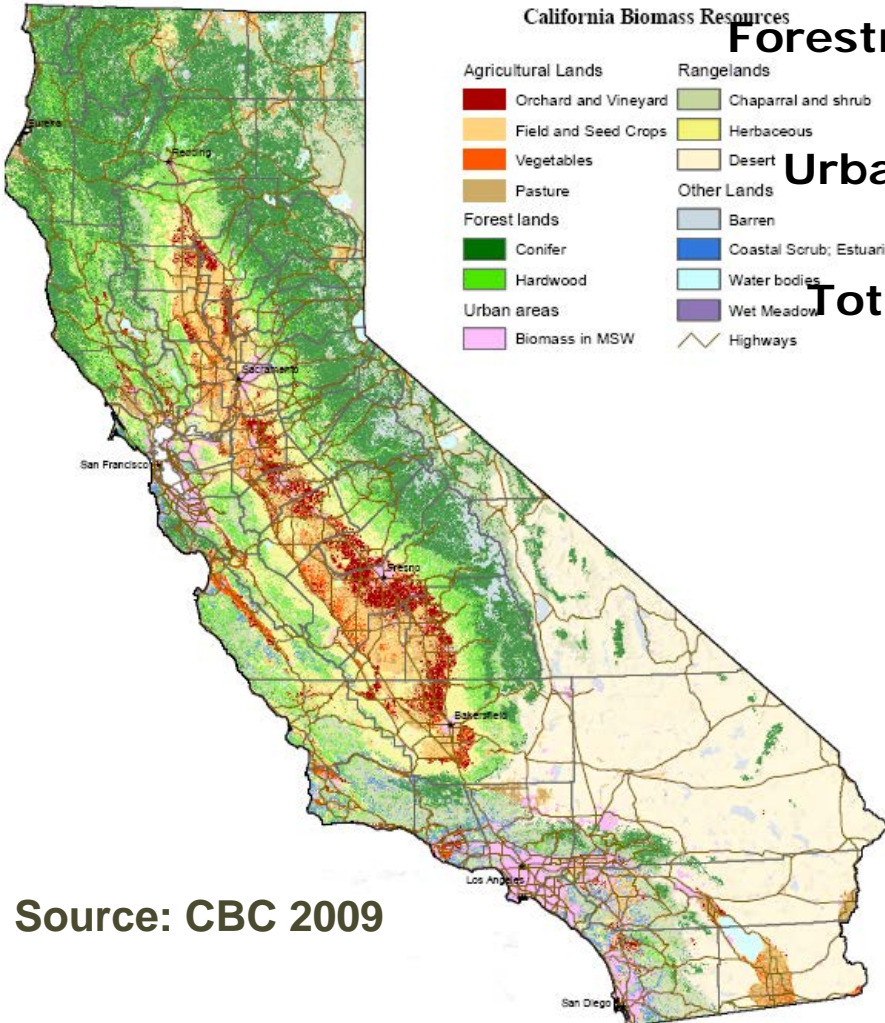 California Biomass Resources
Forestr
Agricultural Lands
Orchard and Vineyard
Field and Seed Crops
Vegetables
Pasture
Forest lands
Conifer
Hardwood
Urban areas
Biomass in MSW
Rangelands
Chaparral and shrub
Herbaceous
Desert
Urba
Other Lands
Barren
Coastal Scrub; Estuari
Water bodies
Wet Meadow
Tot
Highways
Eureka
Redding
Sacramento
San Francisco
Fresno
Bakersfield
Los Angeles
San Diego
Source: CBC 2009